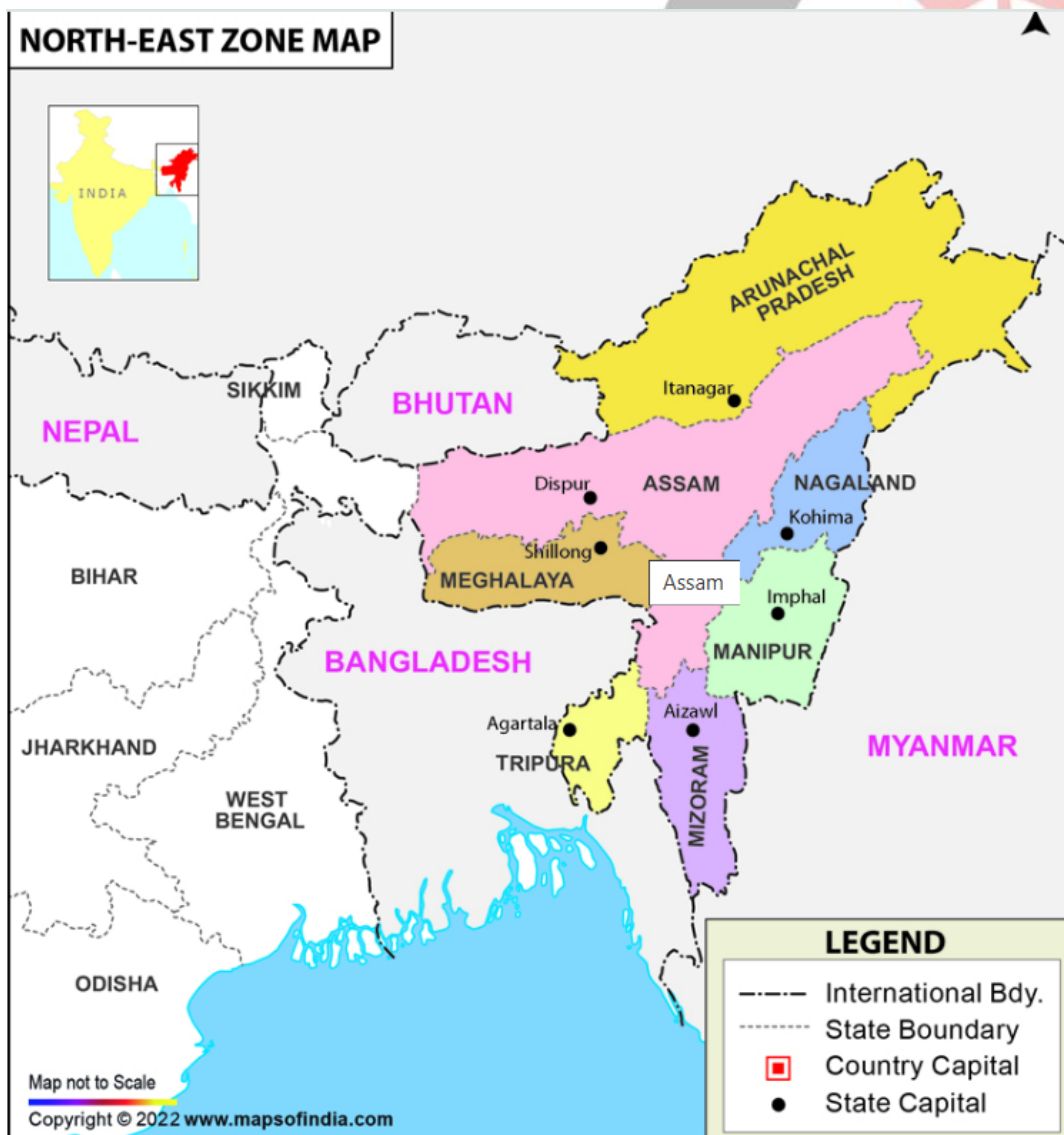 NORTH-EAST ZONE MAP
INDIA
ARUNACHAL
PRADESH
SIKKIM
BHUTAN
Itanagar
NEPAL
Dispur
ASSAM
NAGALAND
Kohima
Shillong
BIHAR
MEGHALAYA
Assam
Imphal
BANGLADESH
MANIPUR
Agartala
Aizawl
JHARKHAND
TRIPURA
MYANMAR
WEST
BENGAL
MIZORAM
ODISHA
LEGEND
International Bdy.
State Boundary
Country Capital
State Capital
Map not to Scale
Copyright © 2022 www.mapsofindia.com